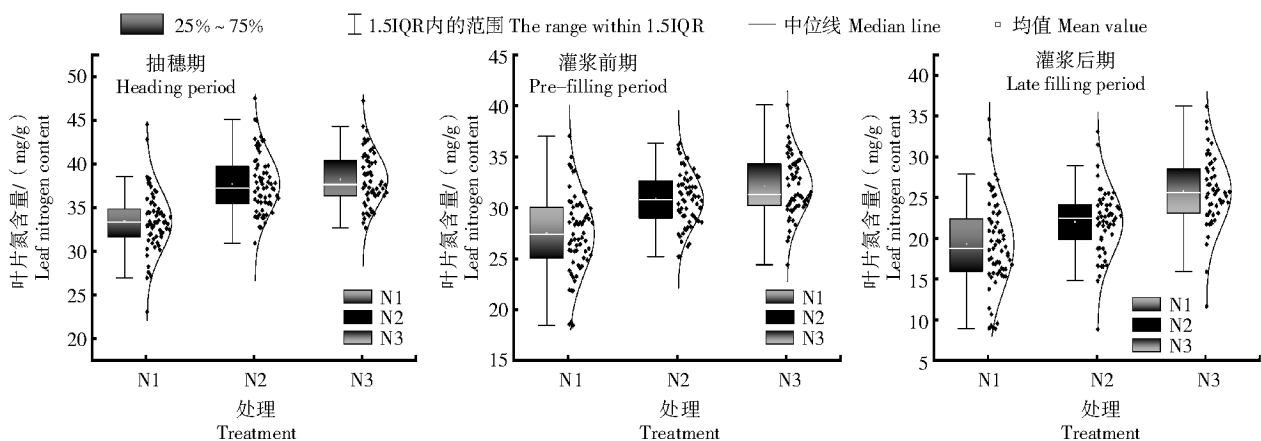 25%～75%
1.5IQR内的范围 The range within 1.5IQR
中位线 Median line
均值 Mean value
叶片氮含量/（mg/g）
Leaf nitrogen content
50
45
40
35
30
25
20
抽穗期
Heading period
N1
N2
N3
N1
N2
N3
处理
Treatment
叶片氮含量/（mg/g）
Leaf nitrogen content
45
40
35
30
25
30
15
灌浆前期
Pre-filling period
N1
N2
N3
N1
N2
N3
处理
Treatment
叶片氮含量/（mg/g）
Leaf nitrogen content
40
35
30
25
20
15
10
5
灌浆后期
Late filling period
N1
N2
N3
N1
N2
N3
处理
Treatment